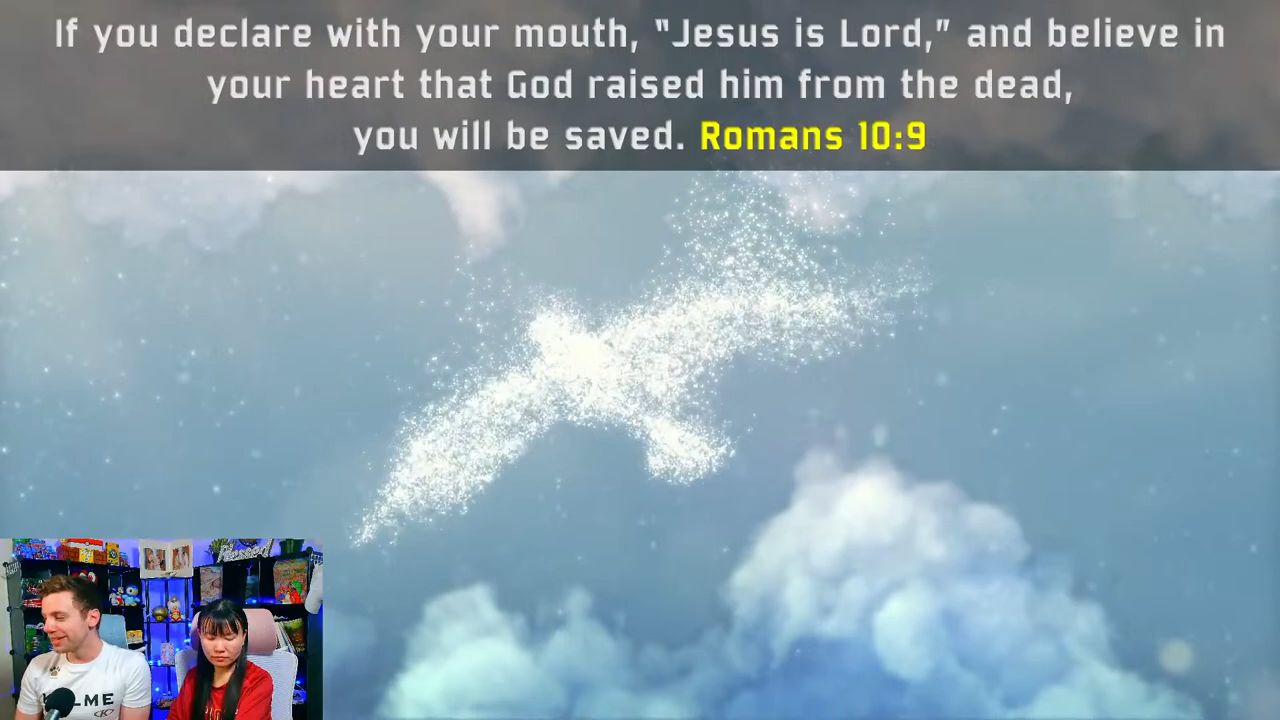 If you declare with your mouth, “Jesus is Lord,” and believe in
your heart that God raised him from the dead,
you will be saved. Romans 10:9
Blessed